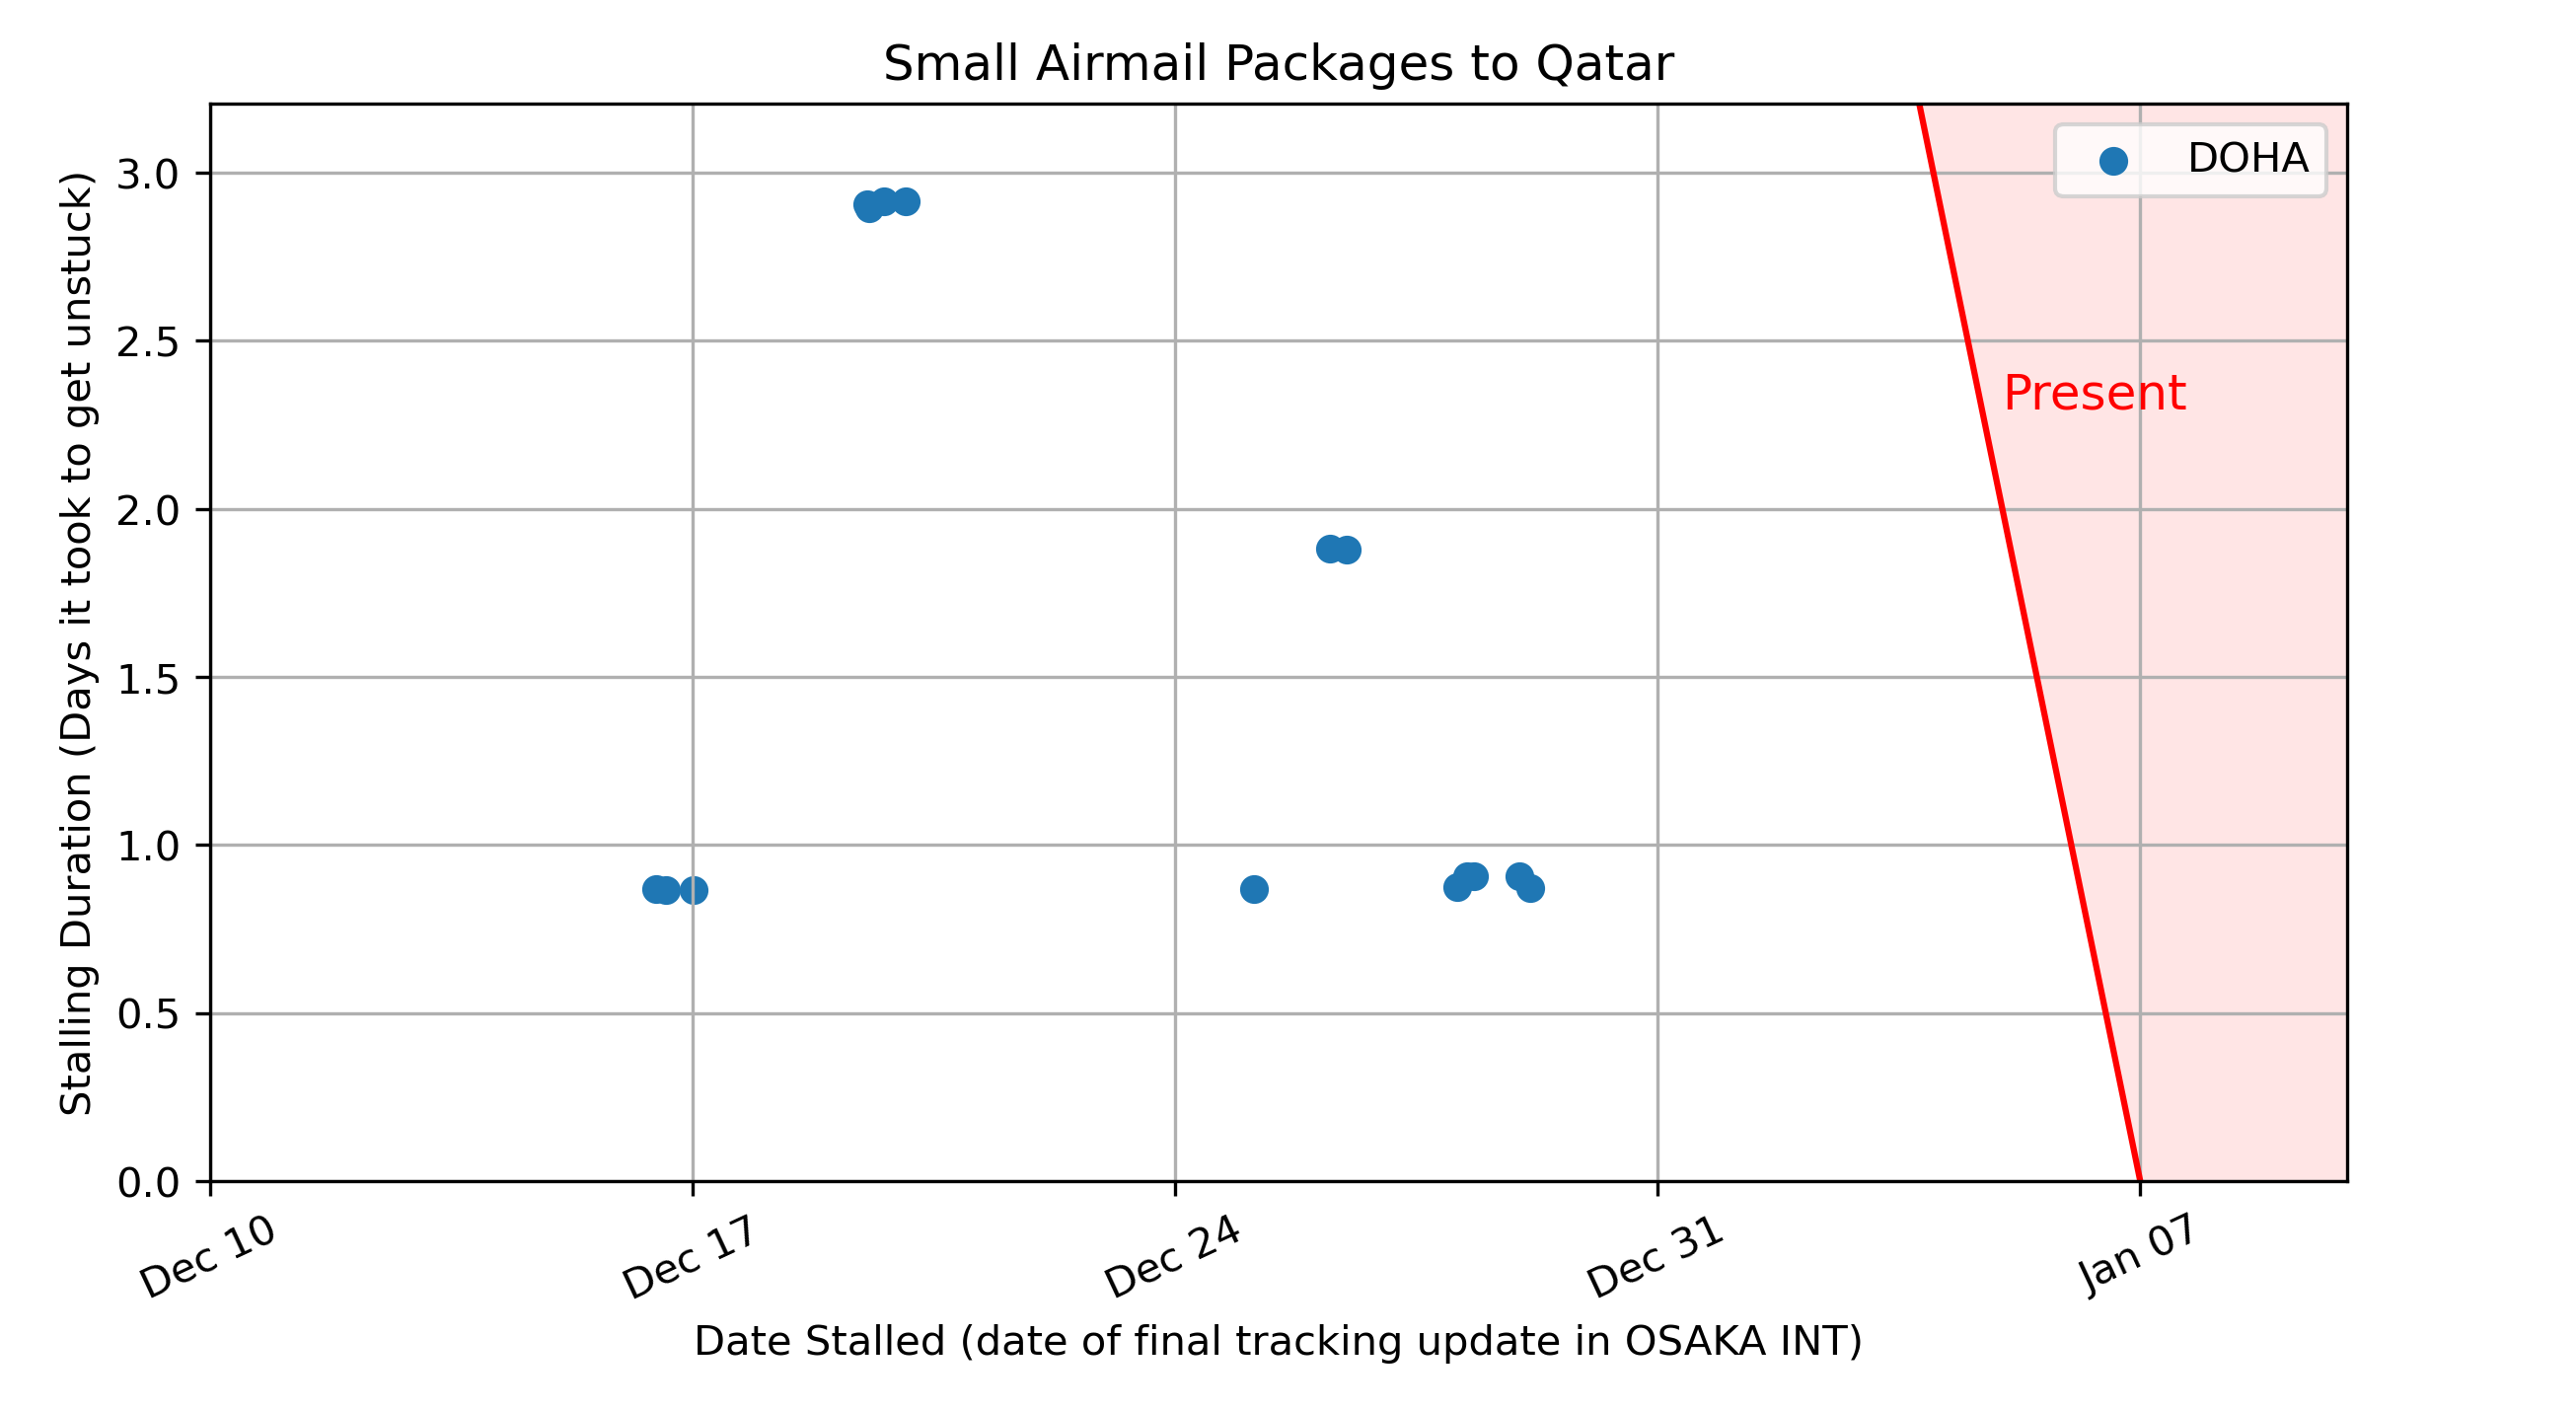 Small Airmail Packages to Qatar
DOHA
Present
Stalling Duration (Days it took to get unstuck)
3.0
2.5
2.0
1.5
1.0
0.5
0.0
Dec 10
Dec 17
Dec 24
Dec 31
Jan 07
Date Stalled (date of final tracking update in OSAKA INT)